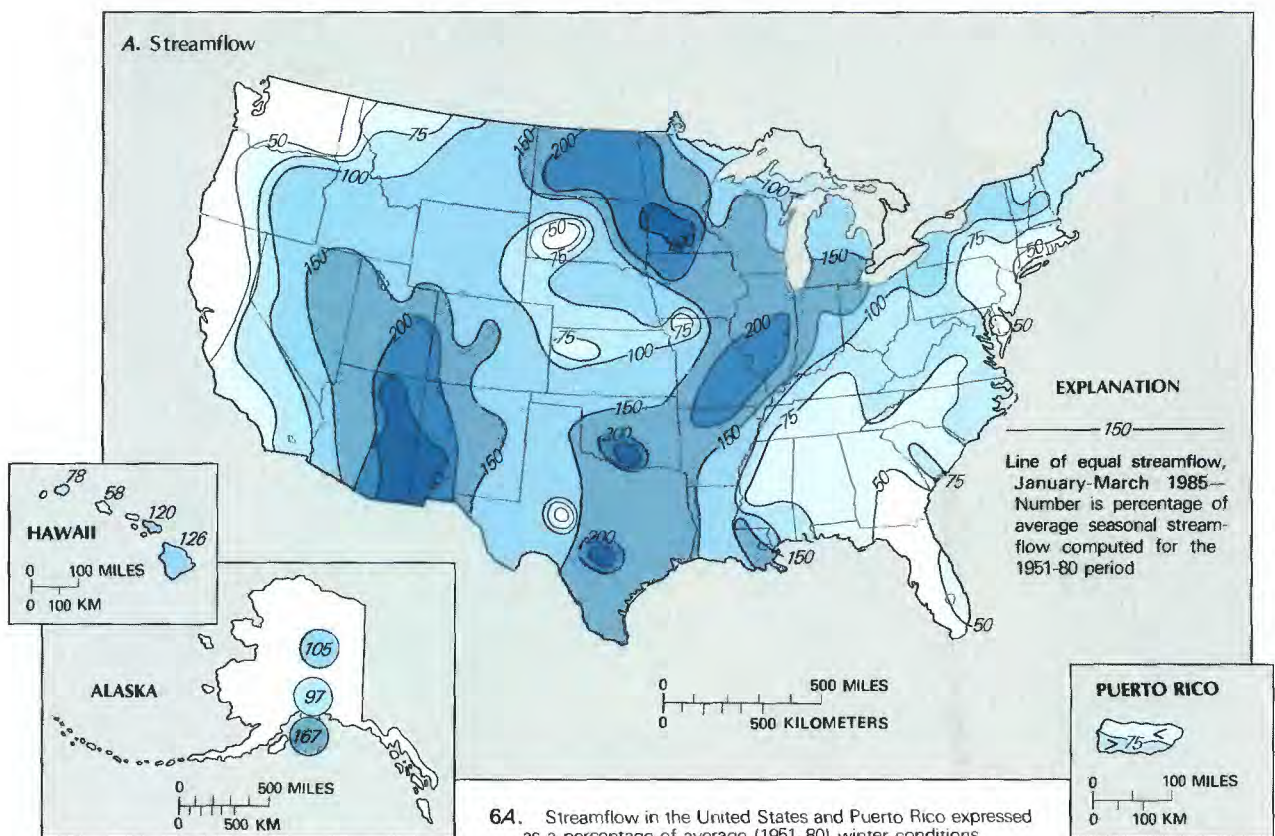 A. Streamflow
50
75
100
150
200
50
75
100
150
75
50
50
100
150
200
75
75
100
200
150
200
150
150
200
150
75
50
75
150
50
EXPLANATION
150
Line of equal streamflow,
January-March 1985—
Number is percentage of
average seasonal stream-
flow computed for the
1951-80 period
78
58
120
126
HAWAII
0 100 MILES
0 100 KM
105
97
167
ALASKA
0 500 MILES
0 500 KM
0 500 MILES
0 500 KILOMETERS
PUERTO RICO
> 75 <
0 100 MILES
0 100 KM
6A. Streamflow in the United States and Puerto Rico expressed
as a percentage of average (1951-80) winter conditions